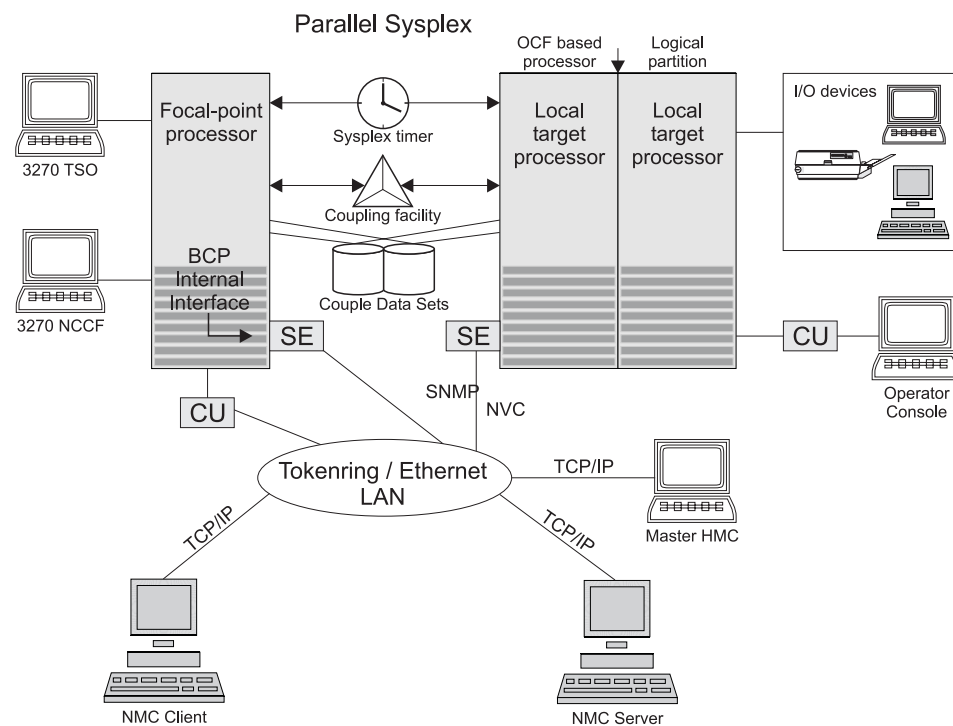 Parallel Sysplex
OCF based
processor
Logical
partition
3270 TSO
Focal-point
processor
Sysplex timer
Local
target
processor
Local
target
processor
I/O devices
Coupling facility
3270 NCCF
BCP
Internal
Interface
Couple Data Sets
SE
SE
CU
Operator
Console
CU
SNMP
NVC
Tokenring / Ethernet
LAN
TCP/IP
Master HMC
TCP/IP
TCP/IP
NMC Client
NMC Server